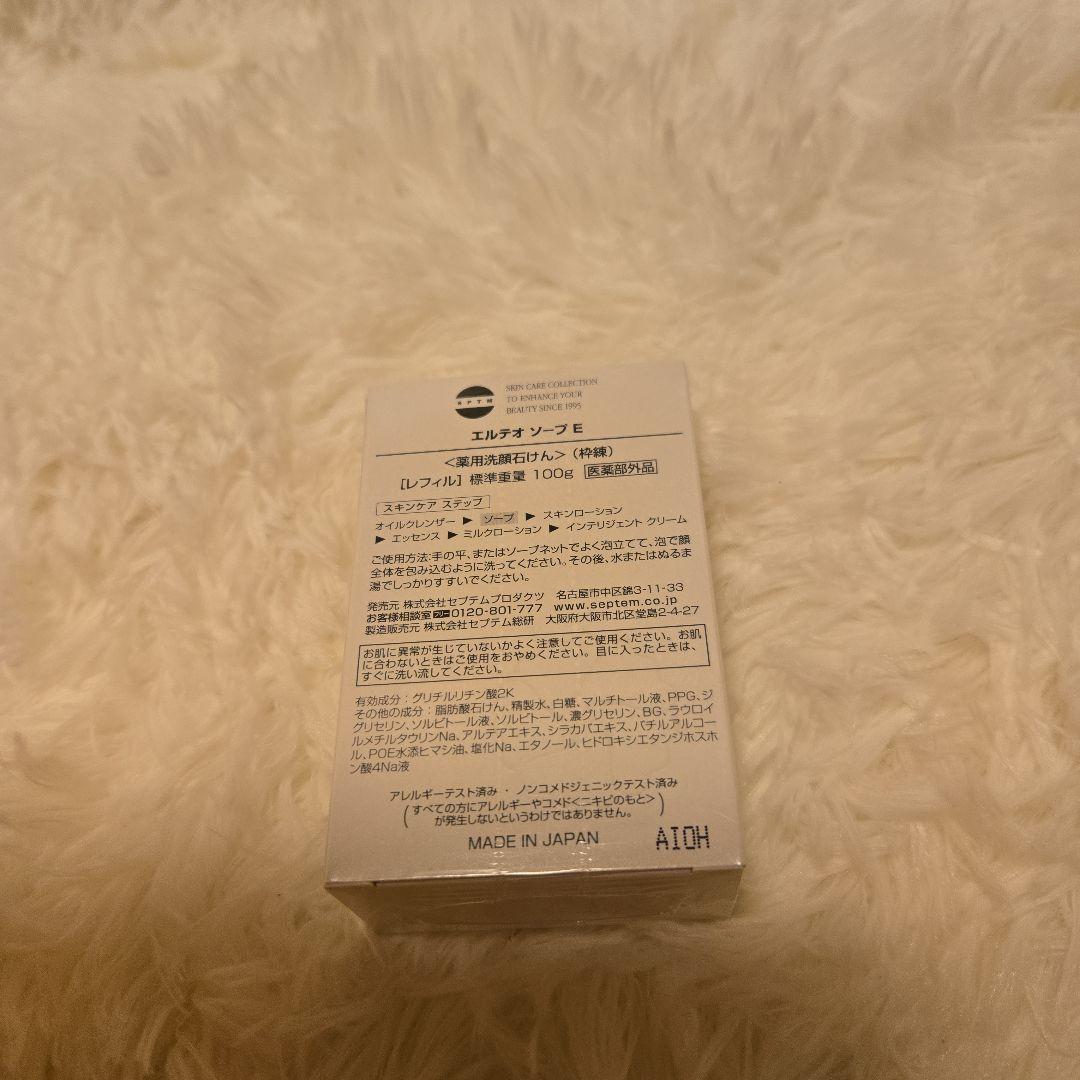 SPTM
SKIN CARE COLLECTION
TO ENHANCE YOUR
BEAUTY SINCE 1995
エルテオ ソープ E
<薬用洗顔石けん>（枠練）
[レフィル] 標準重量 100g 医薬部外品
スキンケア ステップ
オイルクレンザー ▶ ソープ ▶ スキンローション
▶ エッセンス ▶ ミルクローション ▶ インテリジェント クリーム
ご使用方法:手の平、またはソープネットでよく泡立てて、泡で顔
全体を包み込むように洗ってください。その後、水またはぬるま
湯でしっかりすすいでください。
発売元 株式会社セプテムプロダクツ 名古屋市中区錦3-11-33
お客様相談室 フリー0120-801-777 www.septem.co.jp
製造販売元 株式会社セプテム総研 大阪府大阪市北区堂島2-4-27
お肌に異常が生じていないかよく注意してご使用ください。お肌
に合わないときはご使用をおやめください。目に入ったときは、
すぐに洗い流してください。
有効成分：グリチルリチン酸2K
その他の成分：脂肪酸石けん、精製水、白糖、マルチトール液、PPG、ジ
グリセリン、ソルビトール液、ソルビトール、濃グリセリン、BG、ラウロイ
ルメチルタウリンNa、アルテアエキス、シラカバエキス、バチルアルコー
ル、POE水添ヒマシ油、塩化Na、エタノール、ヒドロキシエタンジホスホ
ン酸4Na液
アレルギーテスト済み・ノンコメドジェニックテスト済み
（すべての方にアレルギーやコメド<ニキビのもと>
が発生しないというわけではありません。）
MADE IN JAPAN
AIOH